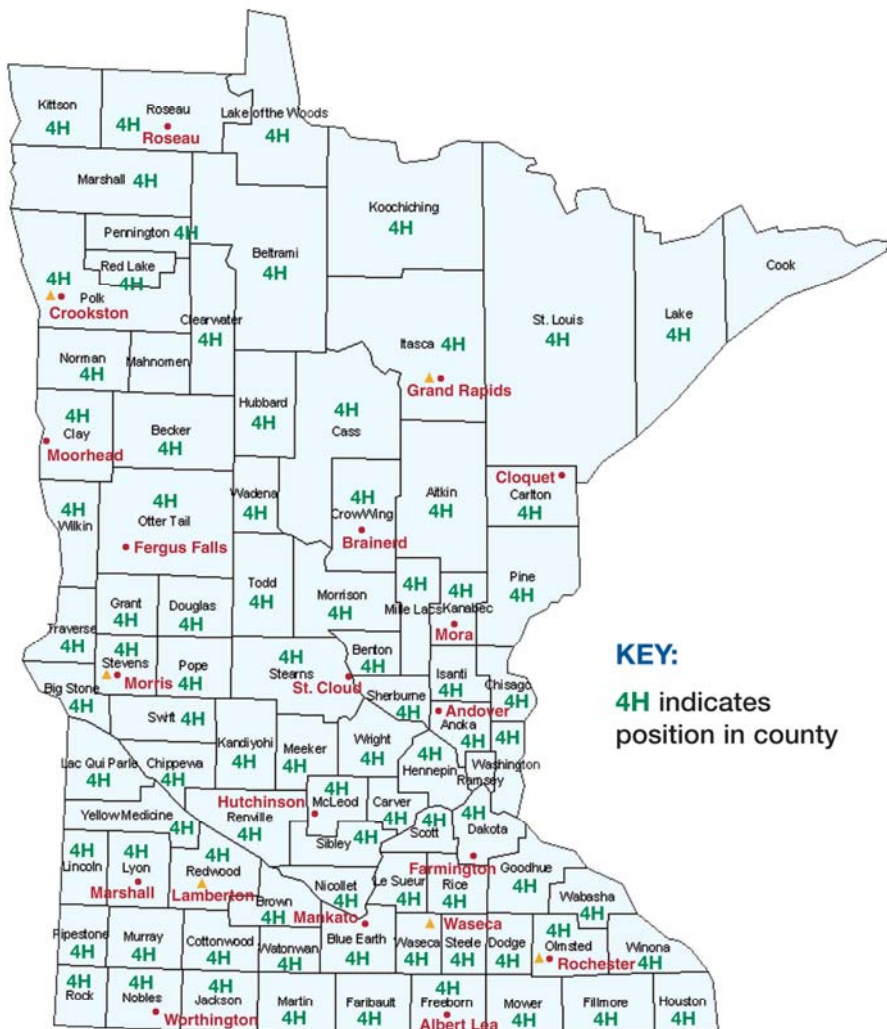 Kittson
4H
Roseau
4H
Roseau
Lake of the Woods
4H
Marshall 4H
Koochiching
4H
Pennington 4H
Beltrami
4H
Red Lake
4H
4H
Polk
Crookston
Cook
Lake
4H
St. Louis
4H
Clearwater
4H
Itasca 4H
Grand Rapids
Norman
4H
Mahnomen
Hubbard
4H
4H
Cass
4H
Clay
Moorhead
Becker
4H
Cloquet
Carlton
4H
4H
Wilkin
4H
Otter Tail
Fergus Falls
Wadena
4H
4H
CrowWing
Brainerd
Aitkin
4H
Pine
4H
Todd
4H
Morrison
4H
4H
Mille Lacs
4H
Kanabec
Mora
Grant
4H
Douglas
4H
Traverse
4H
4H
Stevens
Morris
Pope
4H
4H
Stearns
St. Cloud
Benton
4H
Isanti
4H
Chisago
4H
KEY:
4H indicates
position in county
Big Stone
4H
Swift 4H
Sherburne
4H
Andover
Anoka
4H
4H
Washington
Kandiyohi
4H
Meeker
4H
Wright
4H
4H
Hennepin
Ramsey
Lac Qui Parle
4H
Chippewa
4H
Hutchinson
4H
McLeod
Carver
4H
4H
Scott
4H
Dakota
Farmington
Yellow Medicine
4H
Renville
4H
Sibley 4H
4H
Lincoln
4H
Lyon
Marshall
4H
Redwood
Lamberton
Brown
4H
Nicollet
4H
Mankato
Le Sueur
4H
Rice
4H
Goodhue
4H
Wabasha
4H
Waseca
Pipestone
4H
Murray
4H
Cottonwood
4H
Watonwan
4H
Blue Earth
4H
Waseca
4H
Steele
4H
Dodge
4H
4H
Olmsted
Rochester
Winona
4H
4H
Rock
4H
Nobles
Worthington
4H
Jackson
Martin
4H
Faribault
4H
4H
Freeborn
Albert Lea
Mower
4H
Fillmore
4H
Houston
4H